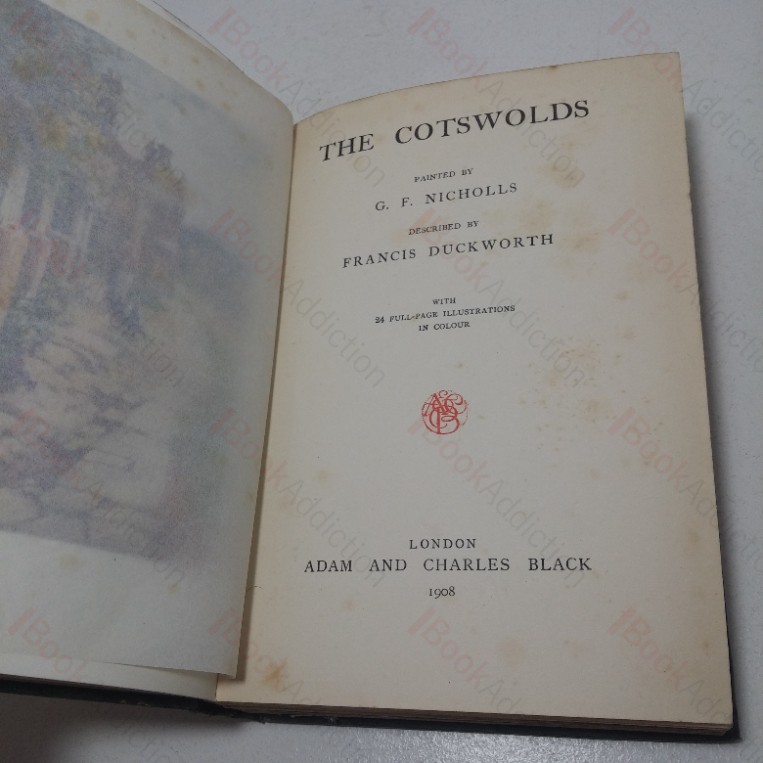 THE COTSWOLDS
PAINTED BY
G. F. NICHOLLS
DESCRIBED BY
FRANCIS DUCKWORTH
WITH
24 FULL-PAGE ILLUSTRATIONS
IN COLOUR
LONDON
ADAM AND CHARLES BLACK
1908
BookAddiction